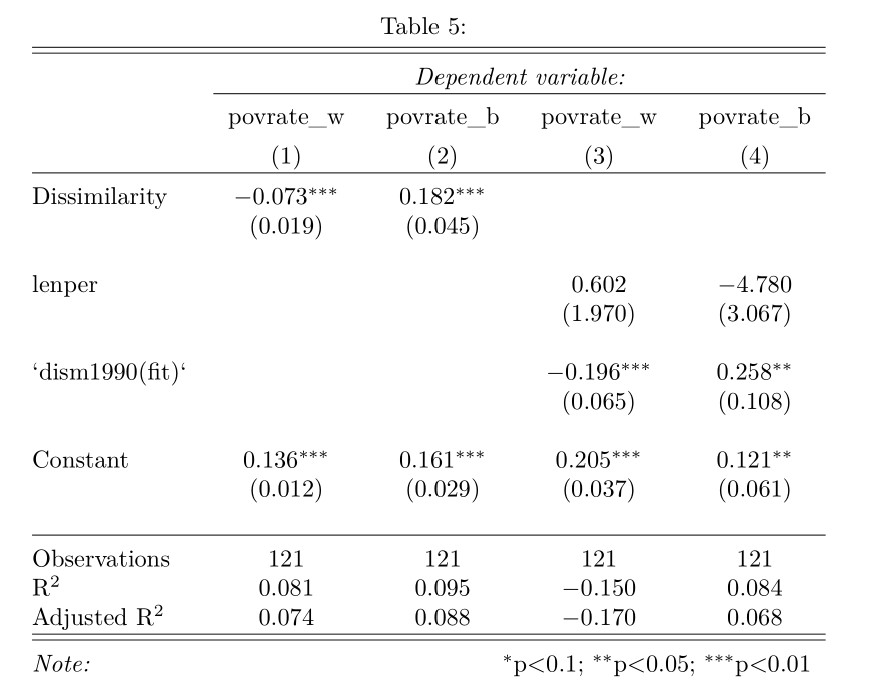 Table 5:
Dependent variable:
povrate_w povrate_b povrate_w povrate_b
(1) (2) (3) (4)
Dissimilarity −0.073*** 0.182***
(0.019) (0.045)
lenper 0.602 −4.780
(1.970) (3.067)
‘dism1990(fit)‘ −0.196*** 0.258**
(0.065) (0.108)
Constant 0.136*** 0.161*** 0.205*** 0.121**
(0.012) (0.029) (0.037) (0.061)
Observations 121 121 121 121
R² 0.081 0.095 −0.150 0.084
Adjusted R² 0.074 0.088 −0.170 0.068
Note: *p<0.1; **p<0.05; ***p<0.01